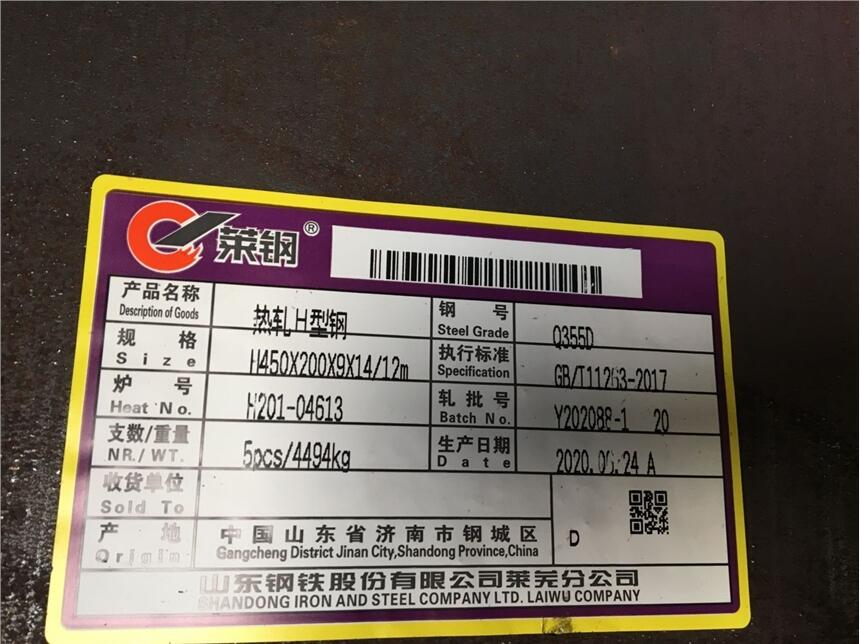 莱钢®
产品名称 热轧H型钢 钢号 Q355D
Description of Goods Steel Grade
规格 H450X200X9X14/12m 执行标准 GB/T11263-2017
Size Specification
炉号 H201-04613 轧批号 Y202088-1 20
Heat No. Batch No.
支数/重量 5pcs/4494kg 生产日期
NR./WT. Date
收货单位
Sold To
产地 中国山东省济南市钢城区 D
Origin Gangcheng District Jinan City,Shandong Province,China
山东钢铁股份有限公司莱芜分公司
SHANDONG IRON AND STEEL COMPANY LTD. LAIWU COMPANY